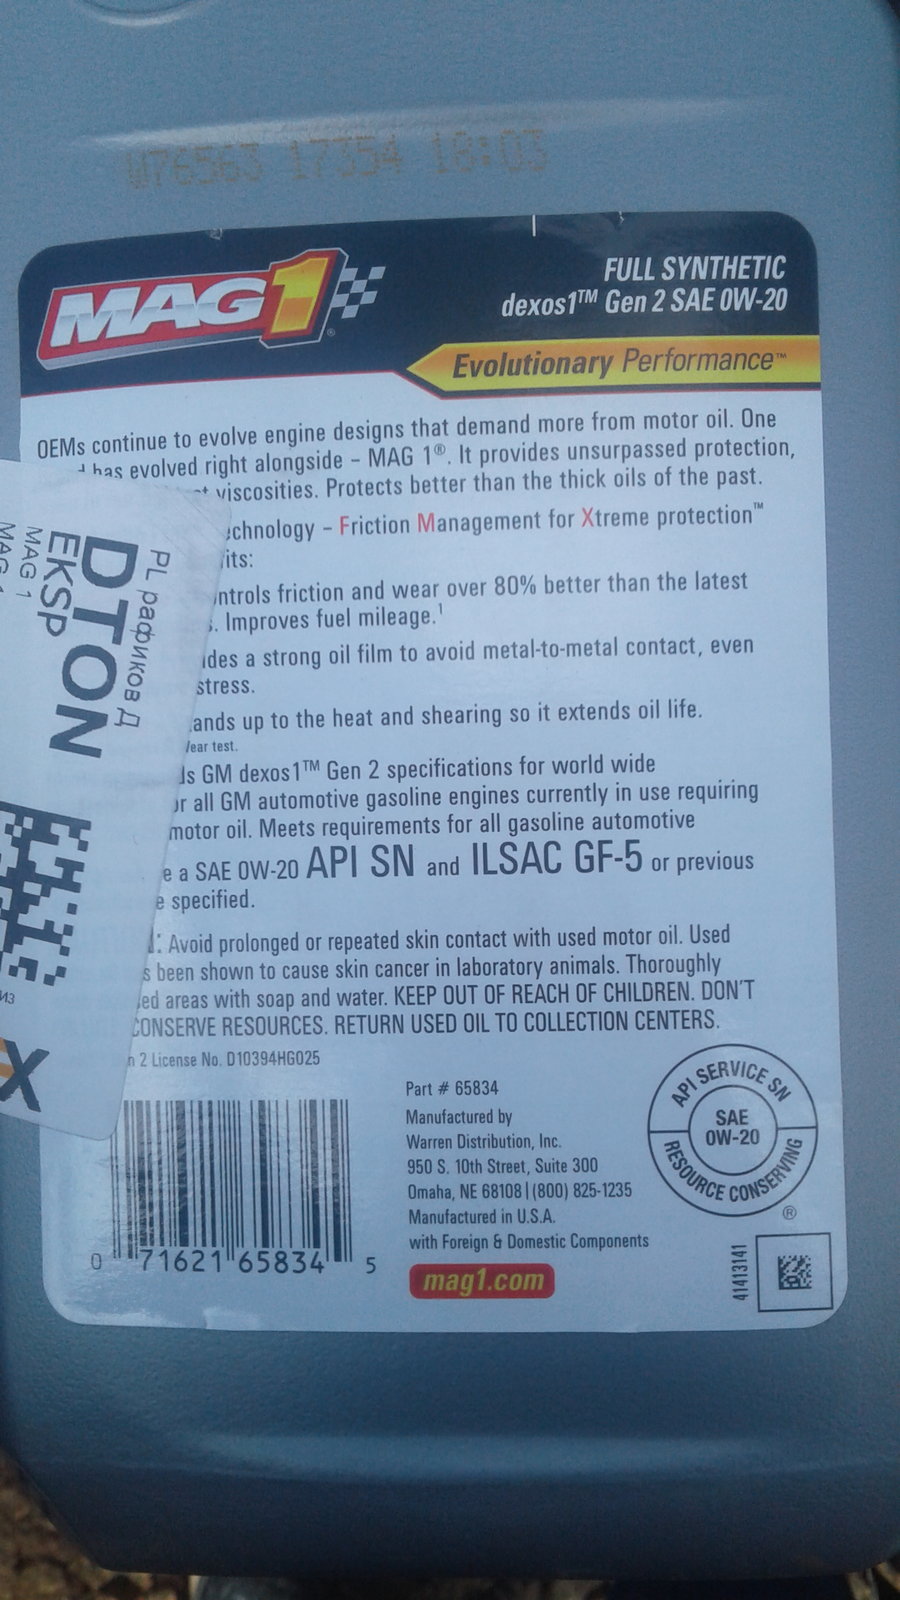 17354 18:03
MAG1
FULL SYNTHETIC
dexos1™ Gen 2 SAE 0W-20
Evolutionary Performance™
OEMs continue to evolve engine designs that demand more from motor oil. One
has evolved right alongside – MAG 1®. It provides unsurpassed protection,
viscosities. Protects better than the thick oils of the past.
echnology – Friction Management for Xtreme protection™
its:
ntrols friction and wear over 80% better than the latest
. Improves fuel mileage.¹
ides a strong oil film to avoid metal-to-metal contact, even
stress.
ands up to the heat and shearing so it extends oil life.
ear test.
ds GM dexos1™ Gen 2 specifications for world wide
or all GM automotive gasoline engines currently in use requiring
motor oil. Meets requirements for all gasoline automotive
e a SAE 0W-20 API SN and ILSAC GF-5 or previous
e specified.
: Avoid prolonged or repeated skin contact with used motor oil. Used
s been shown to cause skin cancer in laboratory animals. Thoroughly
ed areas with soap and water. KEEP OUT OF REACH OF CHILDREN. DON'T
CONSERVE RESOURCES. RETURN USED OIL TO COLLECTION CENTERS.
n 2 License No. D10394HG025
Part # 65834
Manufactured by
Warren Distribution, Inc.
950 S. 10th Street, Suite 300
Omaha, NE 68108 | (800) 825-1235
Manufactured in U.S.A.
with Foreign & Domestic Components
mag1.com
0 71621 65834 5
API SERVICE SN
SAE
0W-20
RESOURCE CONSERVING
®
41413141
PL рафиков Д
DTON
EKSP
MAG 1
MAG
из
X